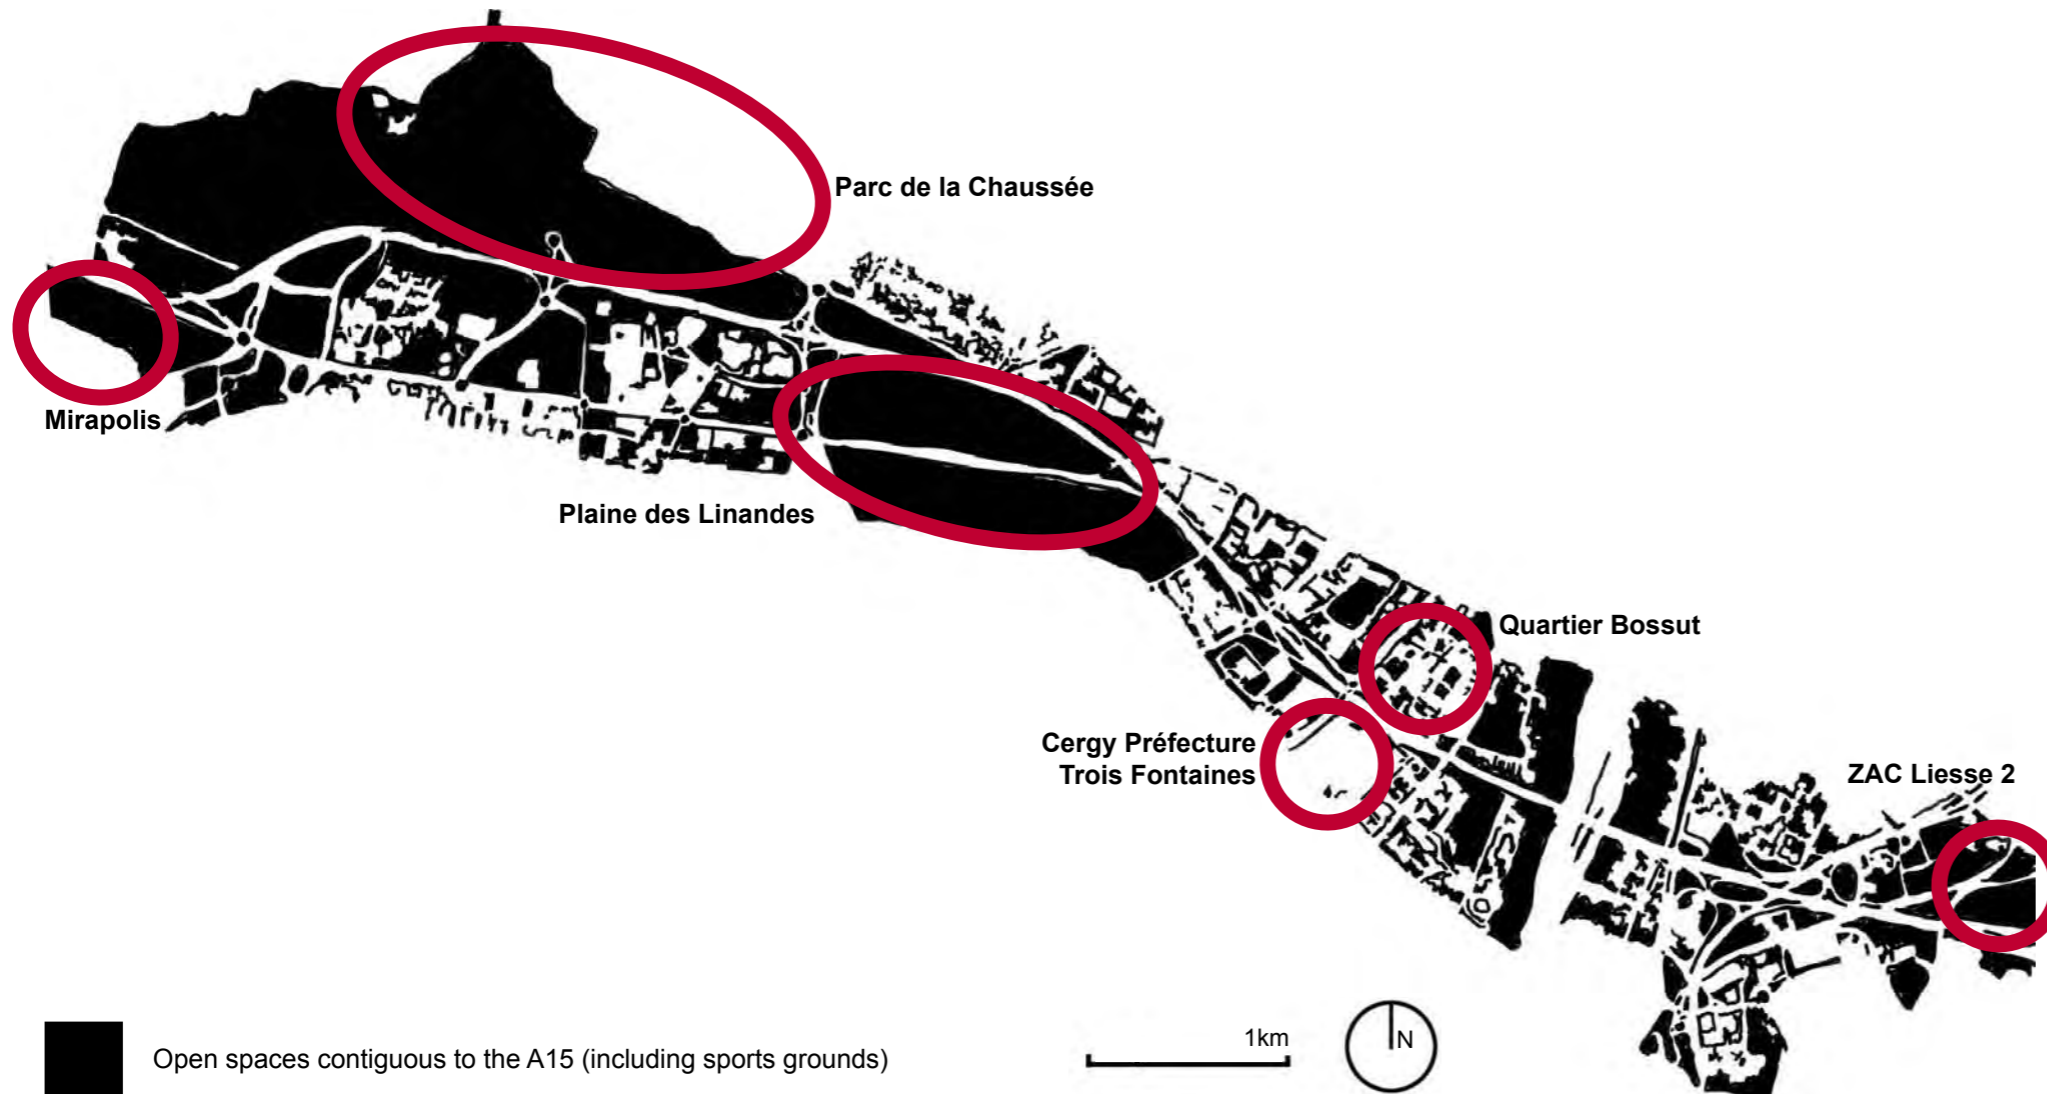 Parc de la Chaussée
Mirapolis
Plaine des Linandes
Quartier Bossut
Cergy Préfecture
Trois Fontaines
ZAC Liesse 2
1km
N
Open spaces contiguous to the A15 (including sports grounds)